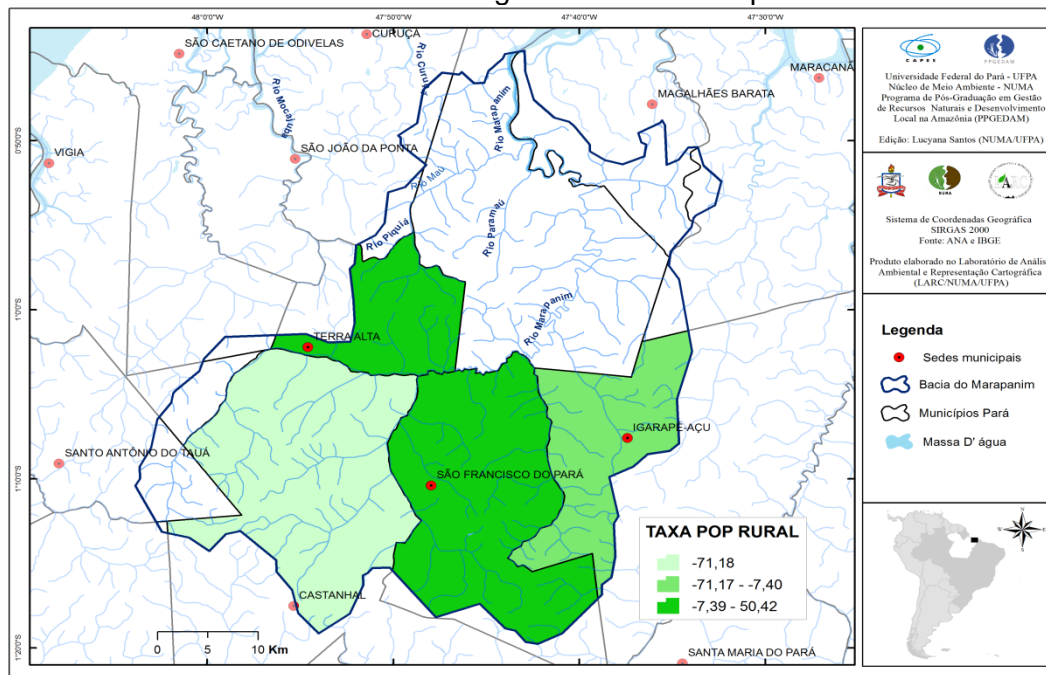 48°0'0"O
47°50'0"O
47°40'0"O
47°30'0"O
0°50'0"S
1°0'0"S
1°10'0"S
1°20'0"S
CURUÇÁ
SÃO CAETANO DE ODIVELAS
MARACANÃ
MAGALHÃES BARATA
VIGIA
SÃO JOÃO DA PONTA
Rio Mocajuba
Rio Curuçá
Rio Marapanim
Rio Maú
Rio Paramaú
Rio Piquiá
Rio Marapanim
TERRA ALTA
IGARAPÉ-AÇU
SANTO ANTÔNIO DO TAUÁ
SÃO FRANCISCO DO PARÁ
CASTANHAL
SANTA MARIA DO PARÁ
TAXA POP RURAL
-71,18
-71,17 - -7,40
-7,39 - 50,42
0 5 10 Km
CAPES
PPGEDAM
Universidade Federal do Pará - UFPA
Núcleo de Meio Ambiente - NUMA
Programa de Pós-Graduação em Gestão
de Recursos Naturais e Desenvolvimento
Local na Amazônia (PPGEDAM)
Edição: Lucyana Santos (NUMA/UFPA)
NUMA
Sistema de Coordenadas Geográfica
SIRGAS 2000
Fonte: ANA e IBGE
Produto elaborado no Laboratório de Análise
Ambiental e Representação Cartográfica
(LARC/NUMA/UFPA)
Legenda
Sedes municipais
Bacia do Marapanim
Municípios Pará
Massa D' água
N